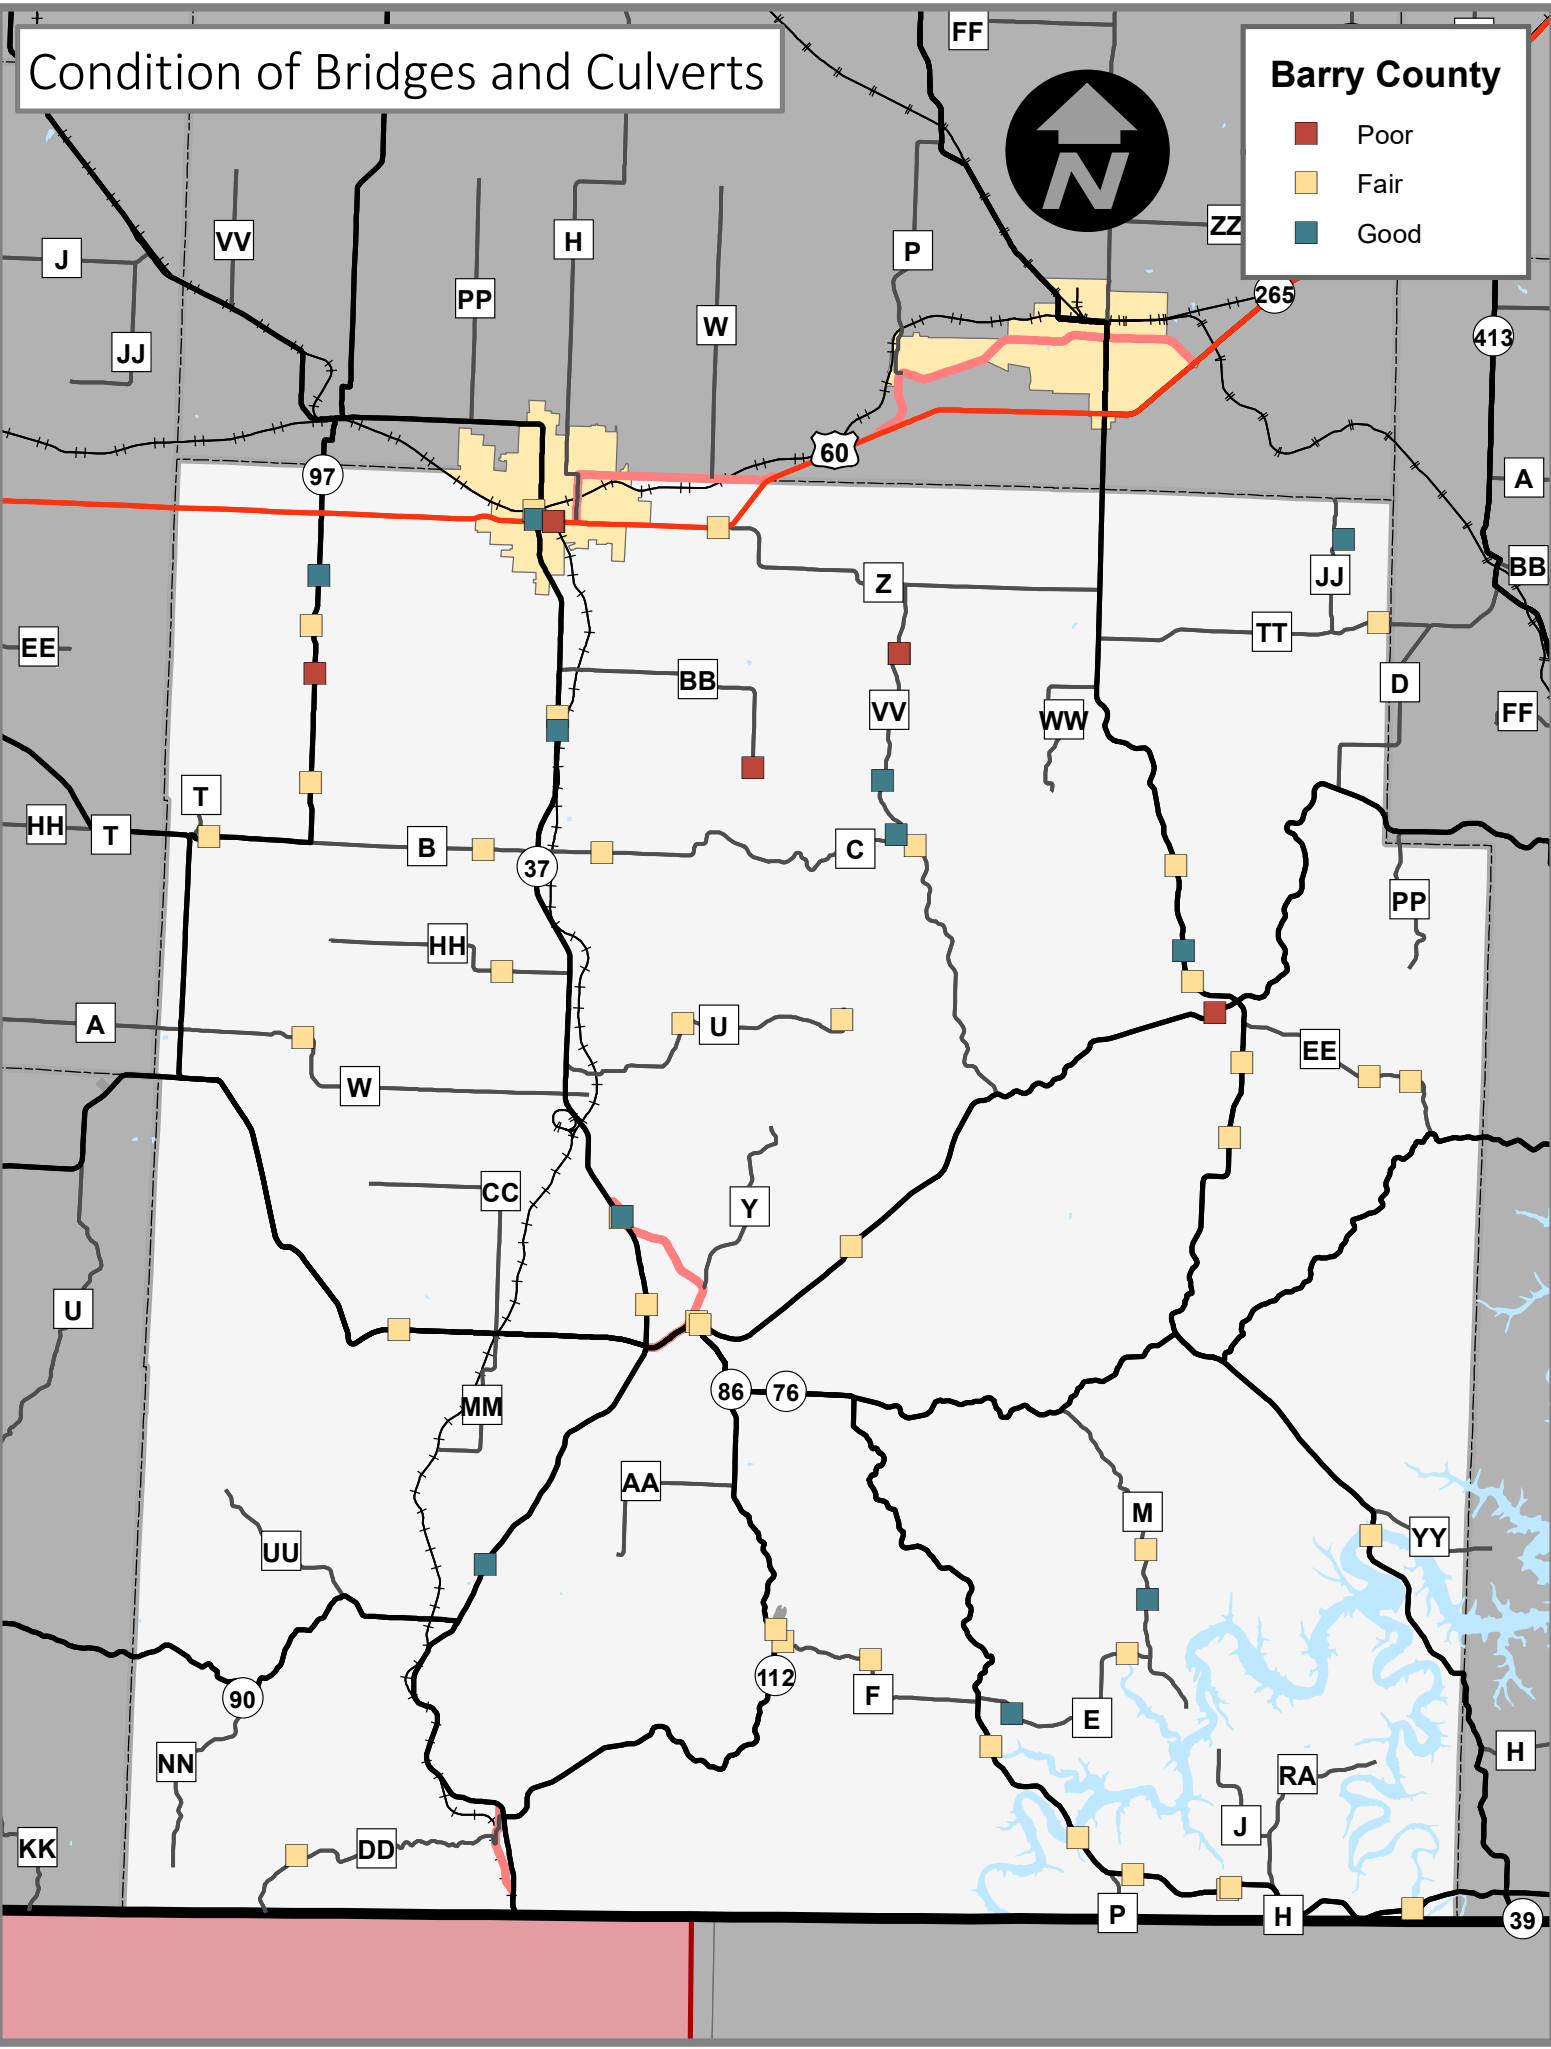 Condition of Bridges and Culverts
Barry County
Poor
Fair
Good
N
FF
ZZ
J
VV
H
P
PP
W
JJ
265
413
60
97
A
BB
Z
JJ
TT
EE
BB
VV
WW
D
FF
T
HH
T
B
37
C
PP
HH
A
U
EE
W
CC
Y
U
86
76
MM
AA
M
UU
YY
112
90
F
E
NN
H
RA
J
KK
DD
P
H
39